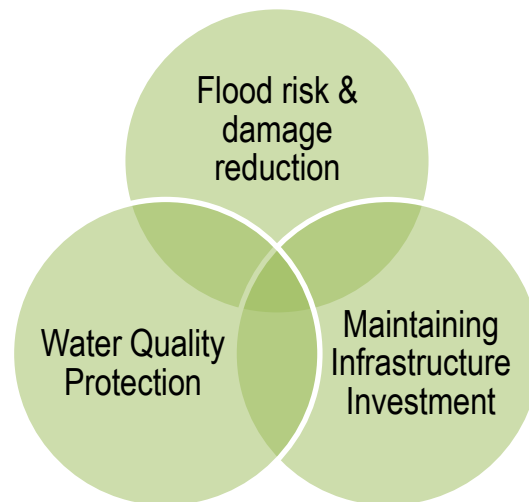 Flood risk &
damage
reduction
Water Quality
Protection
Maintaining
Infrastructure
Investment